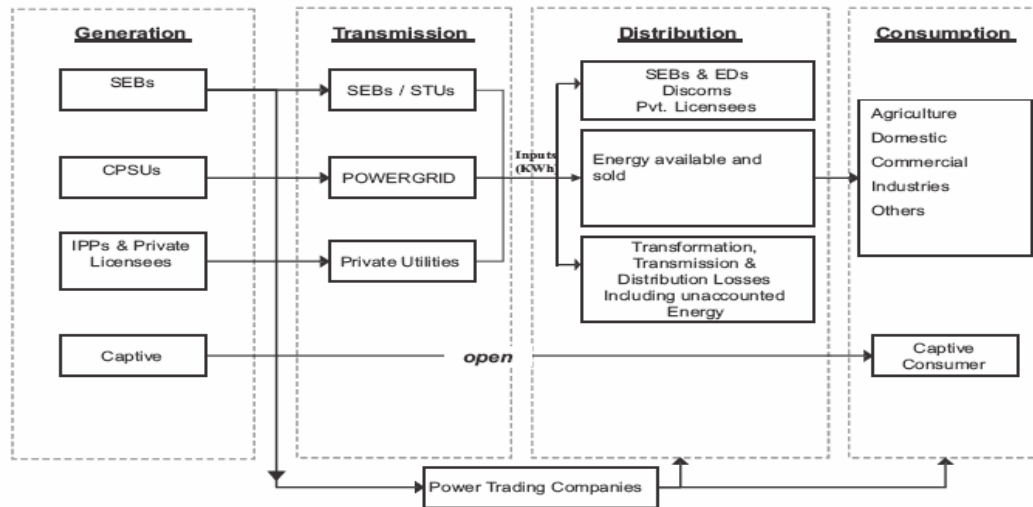 Generation
SEBs
CPSUs
IPPs & Private
Licensees
Captive
Transmission
SEBs / STUs
POWERGRID
Private Utilities
open
Inputs
(KWh)
Distribution
SEBs & EDs
Discoms
Pvt. Licensees
Energy available and
sold
Transformation,
Transmission &
Distribution Losses
Including unaccounted
Energy
Consumption
Agriculture
Domestic
Commercial
Industries
Others
Captive
Consumer
Power Trading Companies